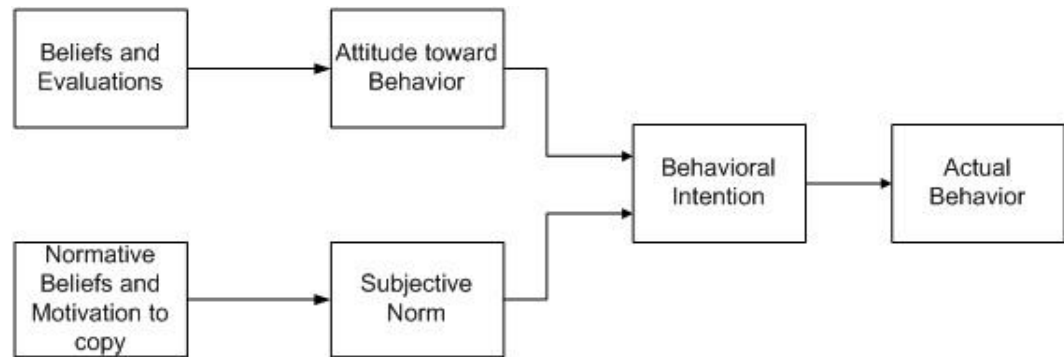 Beliefs and
Evaluations
Attitude toward
Behavior
Behavioral
Intention
Actual
Behavior
Normative
Beliefs and
Motivation to
copy
Subjective
Norm